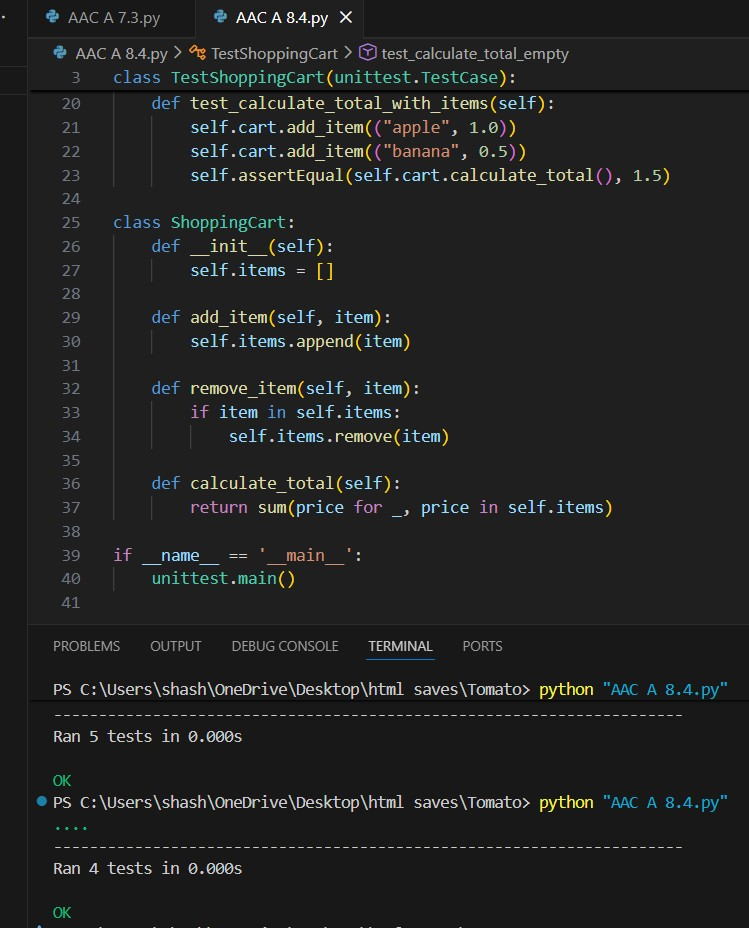 AAC A 7.3.py AAC A 8.4.py
AAC A 8.4.py > TestShoppingCart > test_calculate_total_empty
3 class TestShoppingCart(unittest.TestCase):
20 def test_calculate_total_with_items(self):
21 self.cart.add_item(("apple", 1.0))
22 self.cart.add_item(("banana", 0.5))
23 self.assertEqual(self.cart.calculate_total(), 1.5)
24
25 class ShoppingCart:
26 def __init__(self):
27 self.items = []
28
29 def add_item(self, item):
30 self.items.append(item)
31
32 def remove_item(self, item):
33 if item in self.items:
34 self.items.remove(item)
35
36 def calculate_total(self):
37 return sum(price for _, price in self.items)
38
39 if __name__ == '__main__':
40 unittest.main()
41
PROBLEMS OUTPUT DEBUG CONSOLE TERMINAL PORTS
PS C:\Users\shash\OneDrive\Desktop\html saves\Tomato> python "AAC A 8.4.py"
----------------------------------------------------------------------
Ran 5 tests in 0.000s
OK
PS C:\Users\shash\OneDrive\Desktop\html saves\Tomato> python "AAC A 8.4.py"
....
----------------------------------------------------------------------
Ran 4 tests in 0.000s
OK